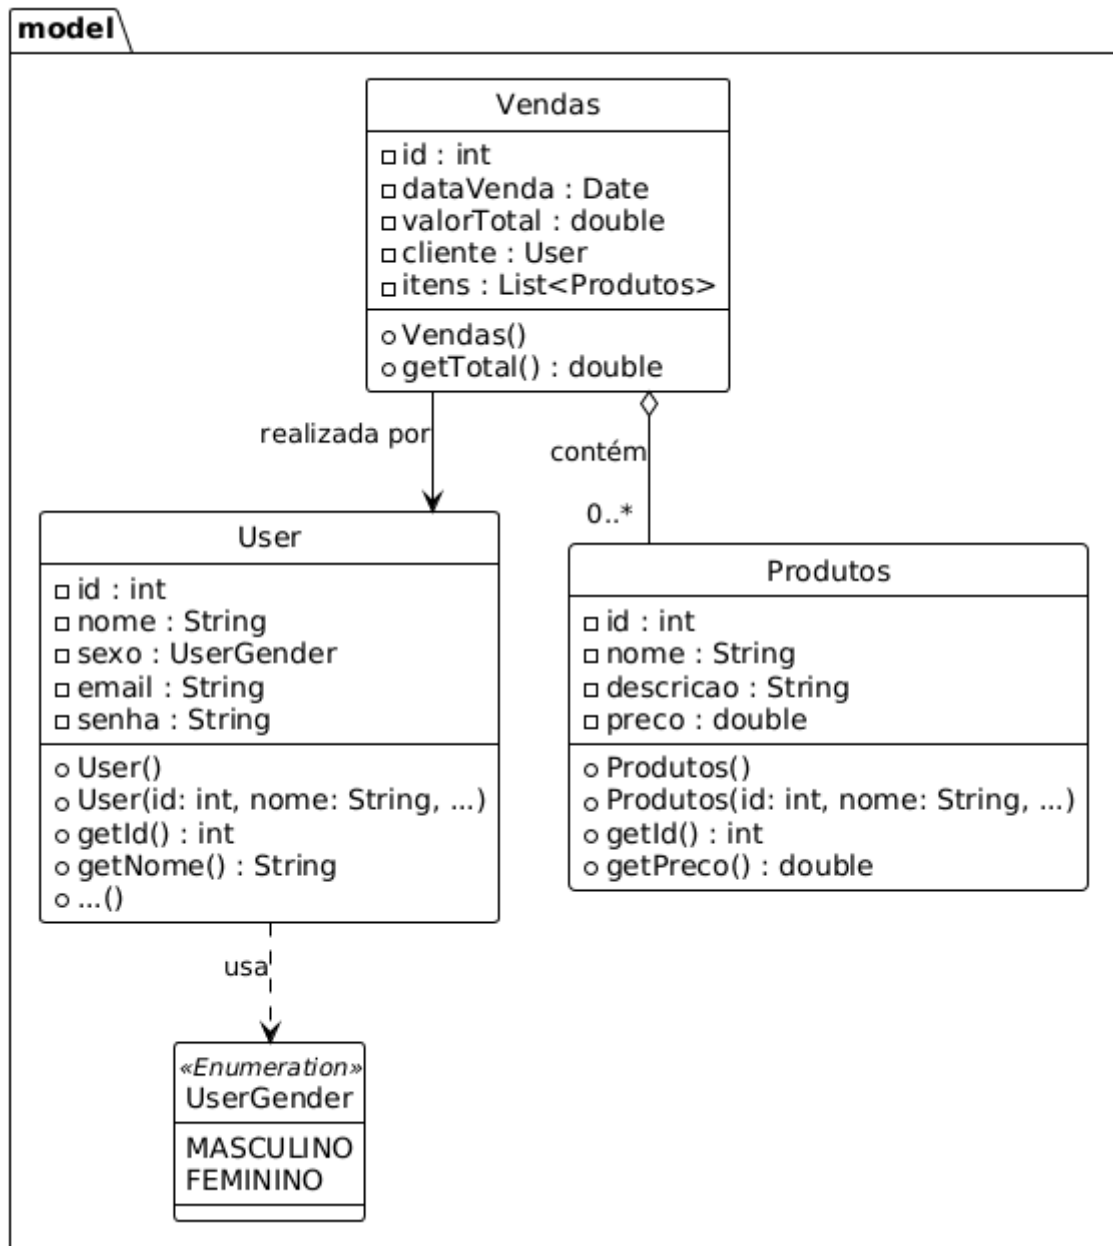 model
Vendas
id : int
dataVenda : Date
valorTotal : double
cliente : User
itens : List<Produtos>
Vendas()
getTotal() : double
realizada por
contém
0..*
User
id : int
nome : String
sexo : UserGender
email : String
senha : String
User()
User(id: int, nome: String, ...)
getId() : int
getNome() : String
...()
Produtos
id : int
nome : String
descricao : String
preco : double
Produtos()
Produtos(id: int, nome: String, ...)
getId() : int
getPreco() : double
usa
«Enumeration»
UserGender
MASCULINO
FEMININO